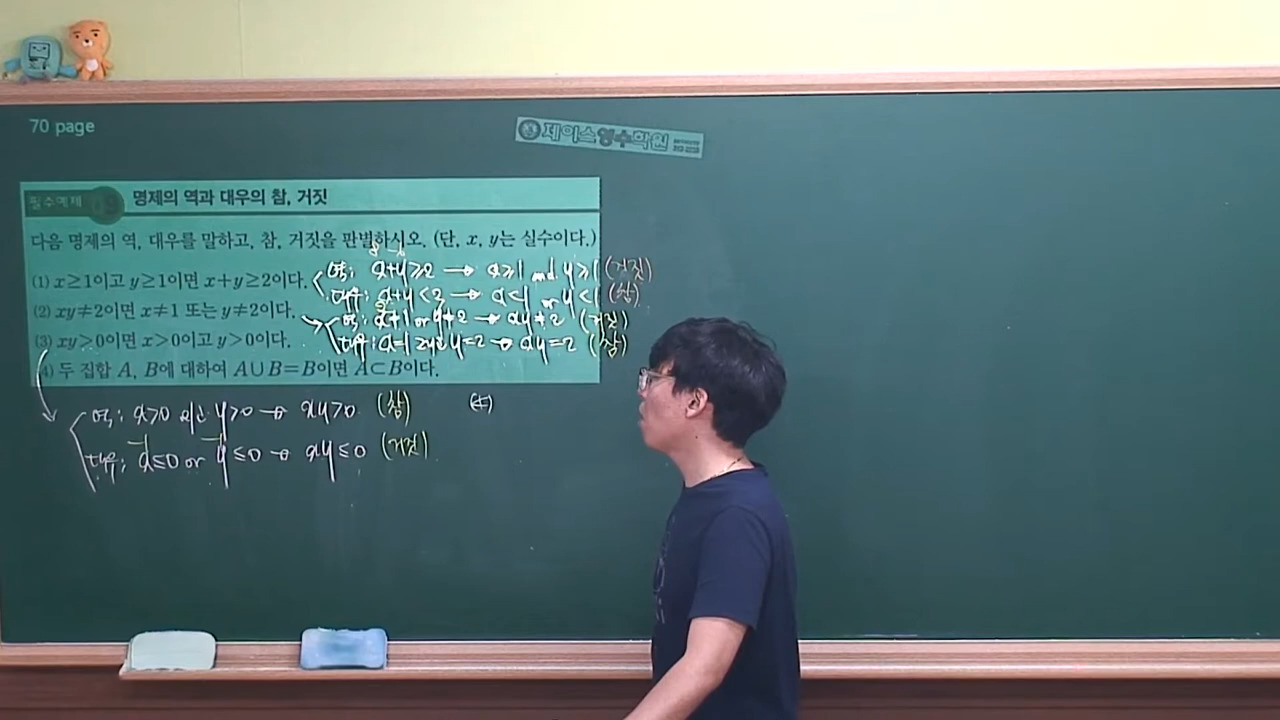 70 page
제이스영수학원
필수예제 명제의 역과 대우의 참, 거짓
다음 명제의 역, 대우를 말하고, 참, 거짓을 판별하시오. (단, x, y는 실수이다.)
(1) x≥1이고 y≥1이면 x+y≥2이다.
역: x+y≥2 → x≥1 and y≥1 (거짓)
대우: x+y<2 → x<1 or y<1 (참)
(2) xy≠2이면 x≠1 또는 y≠2이다.
역: x≠1 or y≠2 → xy≠2 (거짓)
대우: x=1 그리고 y=2 → xy=2 (참)
(3) xy>0이면 x>0이고 y>0이다.
(4) 두 집합 A, B에 대하여 A∪B=B이면 A⊂B이다.
역: x>0 이고 y>0 → xy>0 (참)
대우: x≤0 or y≤0 → xy≤0 (거짓)